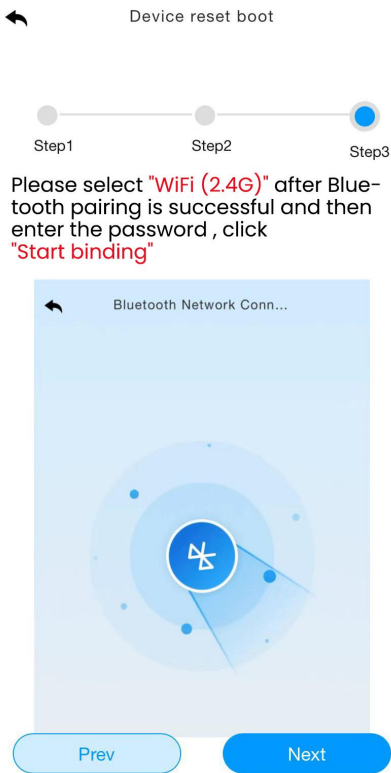 Device reset boot
Step1
Step2
Step3
Please select "WiFi (2.4G)" after Blue-
tooth pairing is successful and then
enter the password , click
"Start binding"
Bluetooth Network Conn...
Prev
Next